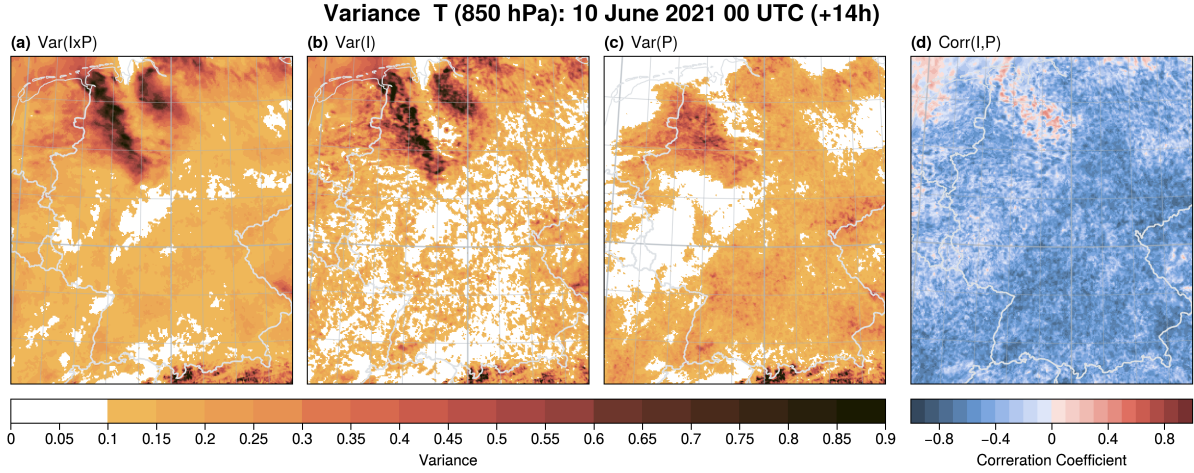 Variance T (850 hPa): 10 June 2021 00 UTC (+14h)
(a) Var(IxP)
(b) Var(I)
(c) Var(P)
(d) Corr(I,P)
0 0.05 0.1 0.15 0.2 0.25 0.3 0.35 0.4 0.45 0.5 0.55 0.6 0.65 0.7 0.75 0.8 0.85 0.9
Variance
−0.8 −0.4 0 0.4 0.8
Correration Coefficient